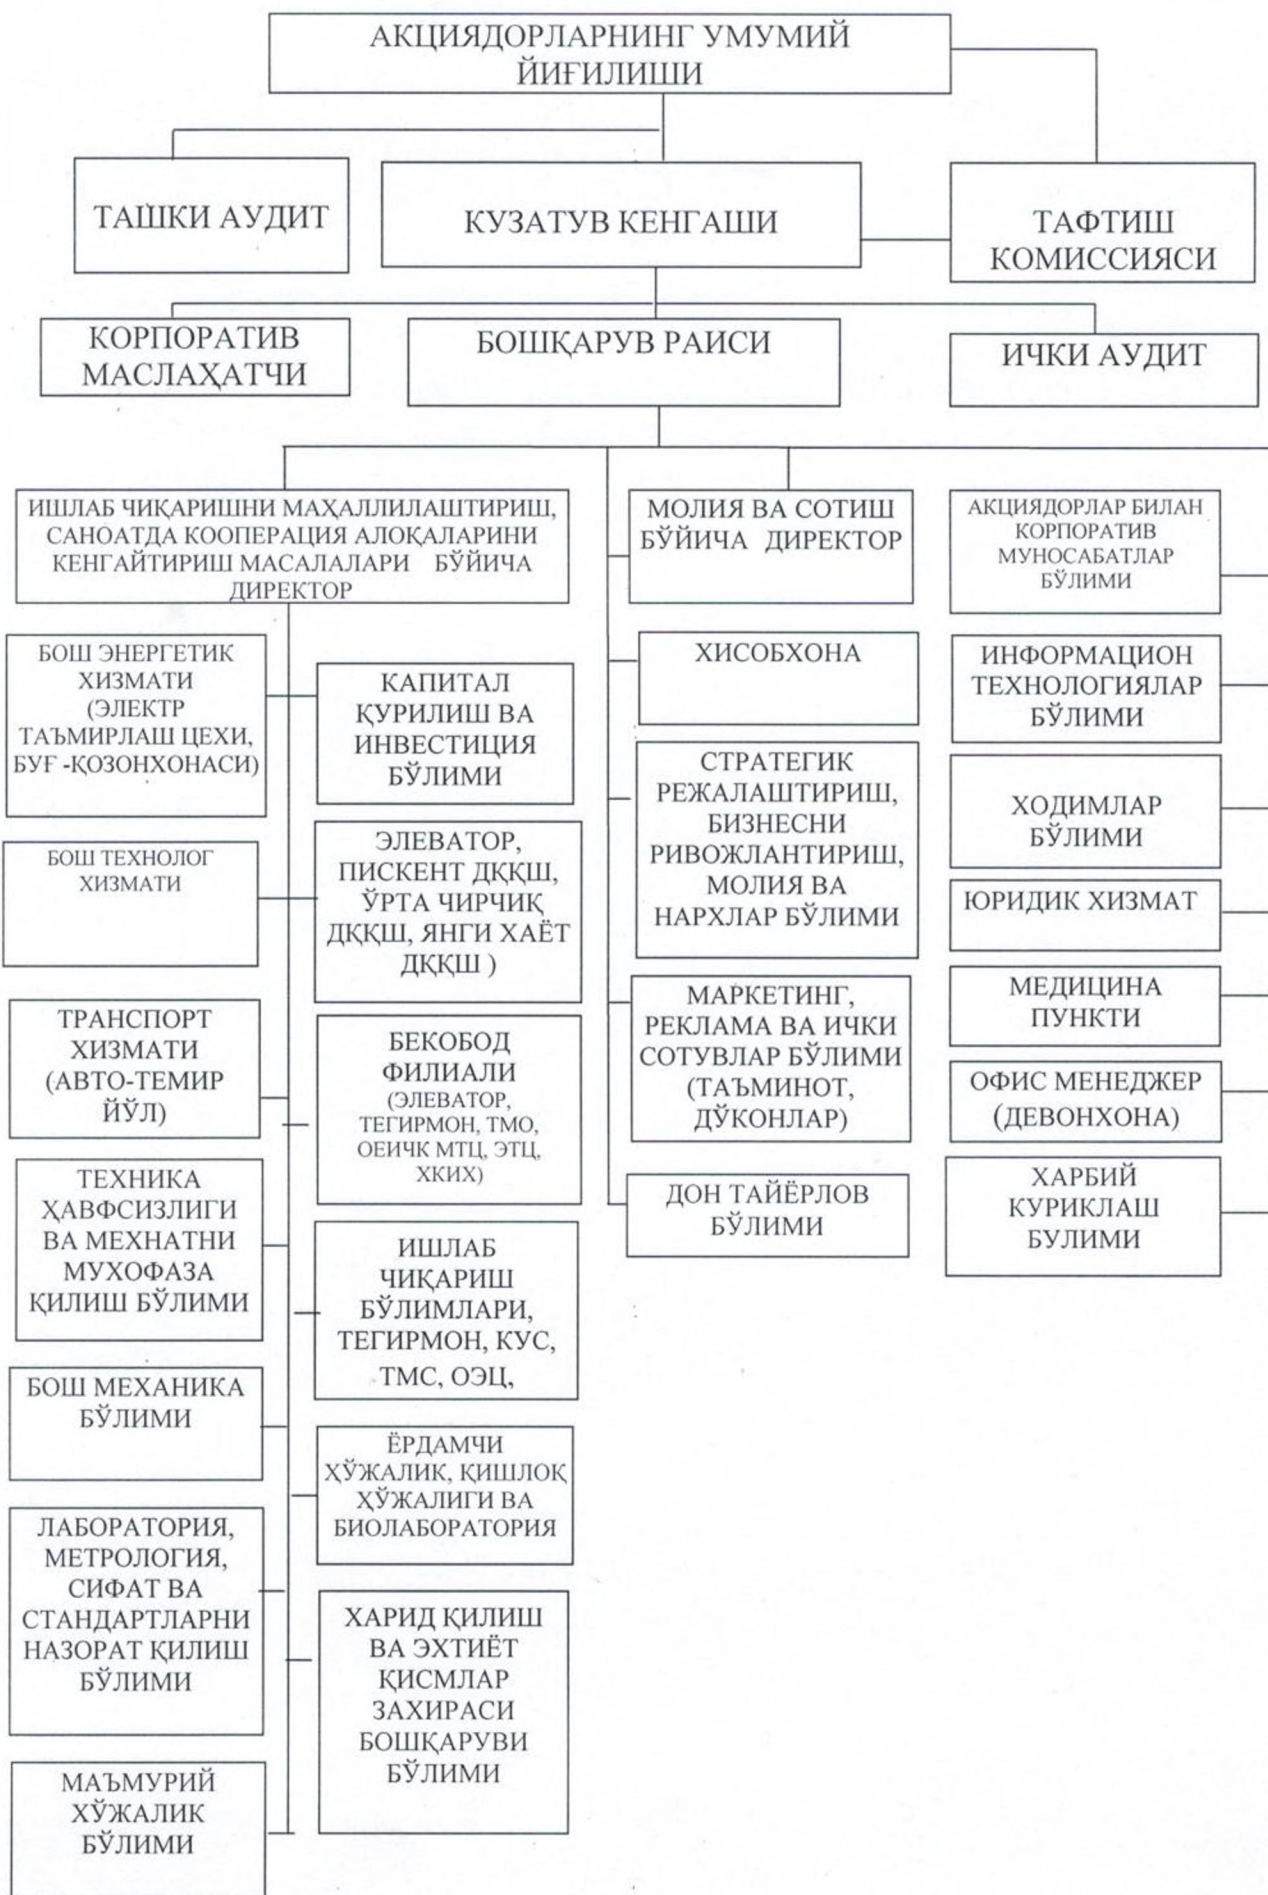 АКЦИЯДОРЛАРНИНГ УМУМИЙ
ЙИҒИЛИШИ
ТАШКИ АУДИТ
КУЗАТУВ КЕНГАШИ
ТАФТИШ
КОМИССИЯСИ
КОРПОРАТИВ
МАСЛАҲАТЧИ
БОШҚАРУВ РАИСИ
ИЧКИ АУДИТ
ИШЛАБ ЧИҚАРИШНИ МАҲАЛЛИЛАШТИРИШ,
САНОАТДА КООПЕРАЦИЯ АЛОҚАЛАРИНИ
КЕНГАЙТИРИШ МАСАЛАЛАРИ БЎЙИЧА
ДИРЕКТОР
БОШ ЭНЕРГЕТИК
ХИЗМАТИ
(ЭЛЕКТР
ТАЪМИРЛАШ ЦЕХИ,
БУҒ -ҚОЗОНХОНАСИ)
БОШ ТЕХНОЛОГ
ХИЗМАТИ
ТРАНСПОРТ
ХИЗМАТИ
(АВТО-ТЕМИР
ЙЎЛ)
ТЕХНИКА
ҲАВФСИЗЛИГИ
ВА МЕХНАТНИ
МУХОФАЗА
ҚИЛИШ БЎЛИМИ
БОШ МЕХАНИКА
БЎЛИМИ
ЛАБОРАТОРИЯ,
МЕТРОЛОГИЯ,
СИФАТ ВА
СТАНДАРТЛАРНИ
НАЗОРАТ ҚИЛИШ
БЎЛИМИ
МАЪМУРИЙ
ХЎЖАЛИК
БЎЛИМИ
КАПИТАЛ
ҚУРИЛИШ ВА
ИНВЕСТИЦИЯ
БЎЛИМИ
ЭЛЕВАТОР,
ПИСКЕНТ ДҚҚШ,
ЎРТА ЧИРЧИҚ
ДҚҚШ, ЯНГИ ХАЁТ
ДҚҚШ )
БЕКОБОД
ФИЛИАЛИ
(ЭЛЕВАТОР,
ТЕГИРМОН, ТМО,
ОЕИЧК МТЦ, ЭТЦ,
ХКИХ)
ИШЛАБ
ЧИҚАРИШ
БЎЛИМЛАРИ,
ТЕГИРМОН, КУС,
ТМС, ОЭЦ,
ЁРДАМЧИ
ҲЎЖАЛИК, ҚИШЛОҚ
ҲЎЖАЛИГИ ВА
БИОЛАБОРАТОРИЯ
ХАРИД ҚИЛИШ
ВА ЭХТИЁТ
ҚИСМЛАР
ЗАХИРАСИ
БОШҚАРУВИ
БЎЛИМИ
МОЛИЯ ВА СОТИШ
БЎЙИЧА ДИРЕКТОР
ХИСОБХОНА
СТРАТЕГИК
РЕЖАЛАШТИРИШ,
БИЗНЕСНИ
РИВОЖЛАНТИРИШ,
МОЛИЯ ВА
НАРХЛАР БЎЛИМИ
МАРКЕТИНГ,
РЕКЛАМА ВА ИЧКИ
СОТУВЛАР БЎЛИМИ
(ТАЪМИНОТ,
ДЎКОНЛАР)
ДОН ТАЙЁРЛОВ
БЎЛИМИ
АКЦИЯДОРЛАР БИЛАН
КОРПОРАТИВ
МУНОСАБАТЛАР
БЎЛИМИ
ИНФОРМАЦИОН
ТЕХНОЛОГИЯЛАР
БЎЛИМИ
ХОДИМЛАР
БЎЛИМИ
ЮРИДИК ХИЗМАТ
МЕДИЦИНА
ПУНКТИ
ОФИС МЕНЕДЖЕР
(ДЕВОНХОНА)
ХАРБИЙ
КУРИКЛАШ
БУЛИМИ